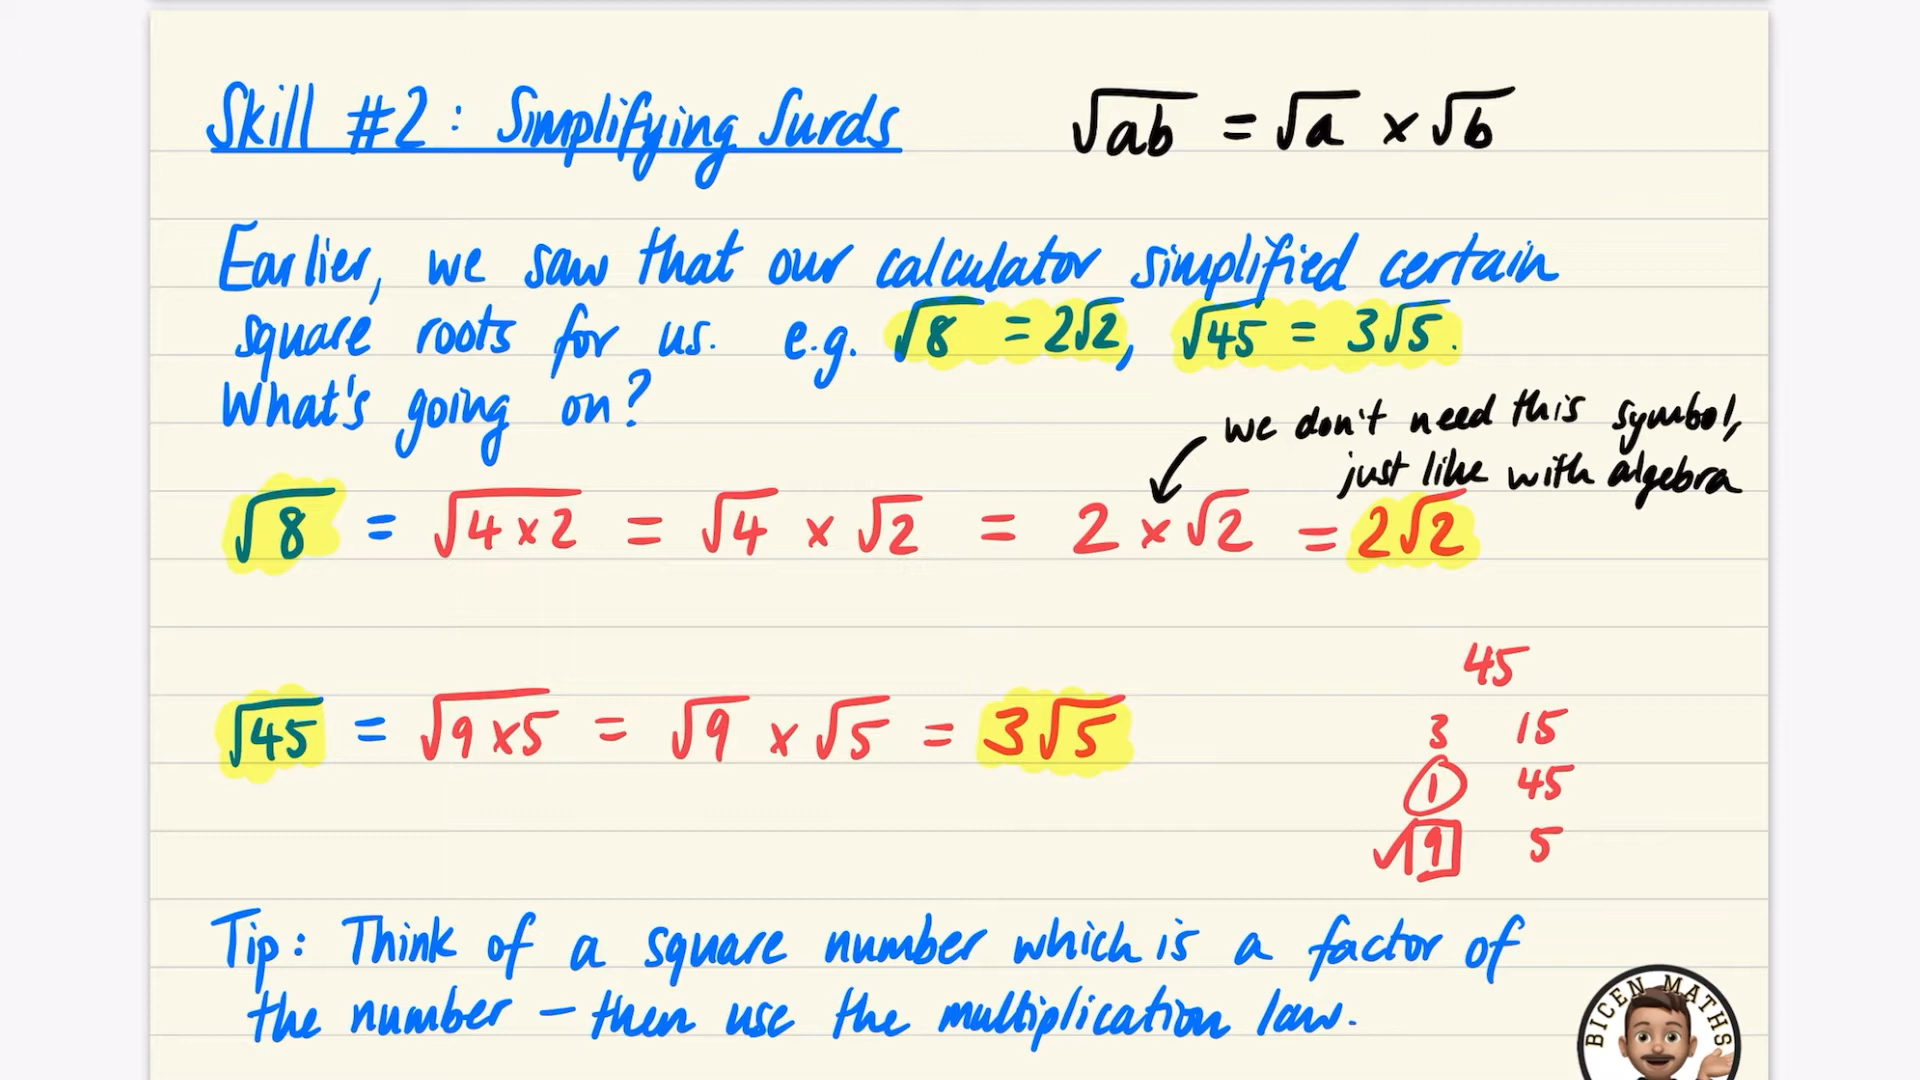 Skill #2: Simplifying Surds
√ab = √a × √b
Earlier, we saw that our calculator simplified certain
square roots for us. e.g. √8 = 2√2, √45 = 3√5.
What's going on?
we don't need this symbol,
just like with algebra
√8 = √4×2 = √4 × √2 = 2 × √2 = 2√2
45
√45 = √9×5 = √9 × √5 = 3√5
3 15
1 45
✓9 5
Tip: Think of a square number which is a factor of
the number – then use the multiplication law.
BICEN MATHS